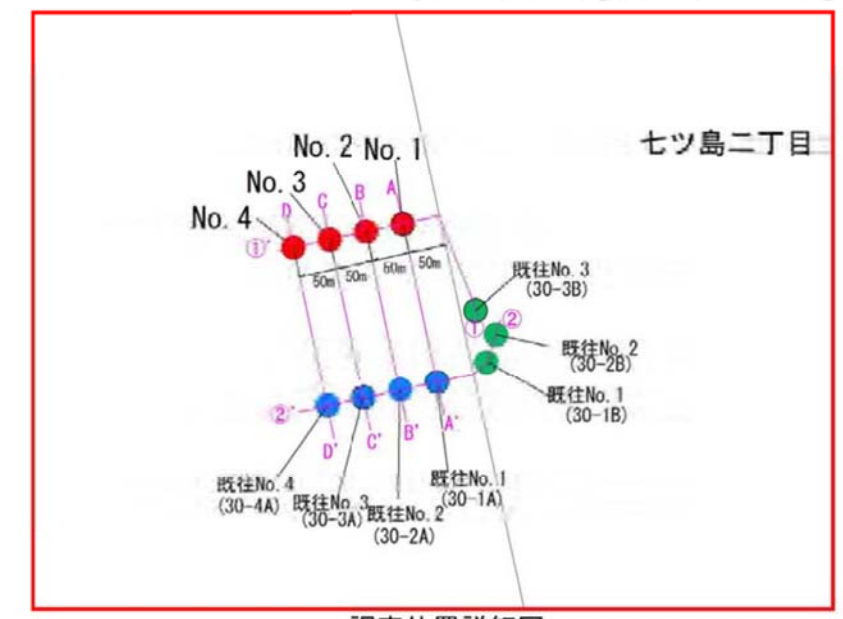 七ツ島二丁目
No. 2
No. 1
No. 3
No. 4
D
C
B
A
①'
50m
50m
60m
50m
既往No. 3
(30-3B)
①
②
既往No. 2
(30-2B)
既往No. 1
(30-1B)
②'
D'
C'
B'
A'
既往No. 4
(30-4A)
既往No. 3
(30-3A)
既往No. 2
(30-2A)
既往No. 1
(30-1A)